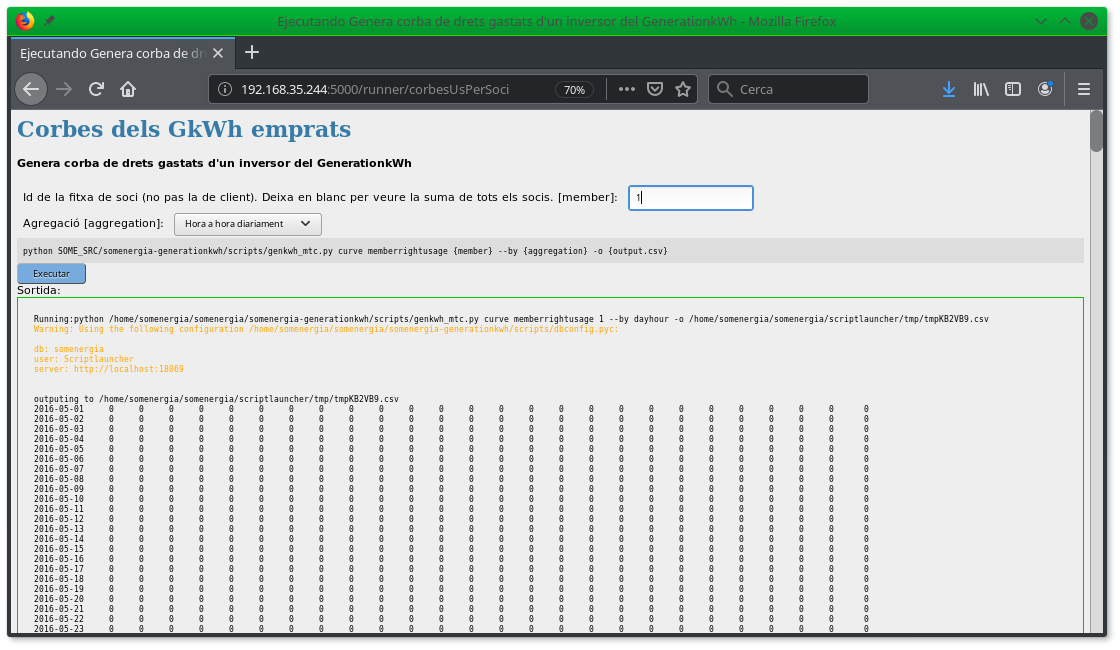 Ejecutando Genera corba de drets gastats d'un inversor del GenerationkWh - Mozilla Firefox
Ejecutando Genera corba de dr
192.168.35.244:5000/runner/corbesUsPerSoci 70% Cerca
Corbes dels GkWh emprats
Genera corba de drets gastats d'un inversor del GenerationkWh
Id de la fitxa de soci (no pas la de client). Deixa en blanc per veure la suma de tots els socis. [member]: 1
Agregació [aggregation]: Hora a hora diariament
python SOME_SRC/somenergia-generationkwh/scripts/genkwh_mtc.py curve memberrightusage {member} --by {aggregation} -o {output.csv}
Executar
Sortida:
Running:python /home/somenergia/somenergia/somenergia-generationkwh/scripts/genkwh_mtc.py curve memberrightusage 1 --by dayhour -o /home/somenergia/somenergia/scriptlauncher/tmp/tmpKB2VB9.csv
Warning: Using the following configuration /home/somenergia/somenergia/somenergia-generationkwh/scripts/dbconfig.pyc:
db: somenergia
user: Scriptlauncher
server: http://localhost:18069
outputing to /home/somenergia/somenergia/scriptlauncher/tmp/tmpKB2VB9.csv
2016-05-01 0 0 0 0 0 0 0 0 0 0 0 0 0 0 0 0 0 0 0 0 0 0 0 0 0 0
2016-05-02 0 0 0 0 0 0 0 0 0 0 0 0 0 0 0 0 0 0 0 0 0 0 0 0 0 0
2016-05-03 0 0 0 0 0 0 0 0 0 0 0 0 0 0 0 0 0 0 0 0 0 0 0 0 0 0
2016-05-04 0 0 0 0 0 0 0 0 0 0 0 0 0 0 0 0 0 0 0 0 0 0 0 0 0 0
2016-05-05 0 0 0 0 0 0 0 0 0 0 0 0 0 0 0 0 0 0 0 0 0 0 0 0 0 0
2016-05-06 0 0 0 0 0 0 0 0 0 0 0 0 0 0 0 0 0 0 0 0 0 0 0 0 0 0
2016-05-07 0 0 0 0 0 0 0 0 0 0 0 0 0 0 0 0 0 0 0 0 0 0 0 0 0 0
2016-05-08 0 0 0 0 0 0 0 0 0 0 0 0 0 0 0 0 0 0 0 0 0 0 0 0 0 0
2016-05-09 0 0 0 0 0 0 0 0 0 0 0 0 0 0 0 0 0 0 0 0 0 0 0 0 0 0
2016-05-10 0 0 0 0 0 0 0 0 0 0 0 0 0 0 0 0 0 0 0 0 0 0 0 0 0 0
2016-05-11 0 0 0 0 0 0 0 0 0 0 0 0 0 0 0 0 0 0 0 0 0 0 0 0 0 0
2016-05-12 0 0 0 0 0 0 0 0 0 0 0 0 0 0 0 0 0 0 0 0 0 0 0 0 0 0
2016-05-13 0 0 0 0 0 0 0 0 0 0 0 0 0 0 0 0 0 0 0 0 0 0 0 0 0 0
2016-05-14 0 0 0 0 0 0 0 0 0 0 0 0 0 0 0 0 0 0 0 0 0 0 0 0 0 0
2016-05-15 0 0 0 0 0 0 0 0 0 0 0 0 0 0 0 0 0 0 0 0 0 0 0 0 0 0
2016-05-16 0 0 0 0 0 0 0 0 0 0 0 0 0 0 0 0 0 0 0 0 0 0 0 0 0 0
2016-05-17 0 0 0 0 0 0 0 0 0 0 0 0 0 0 0 0 0 0 0 0 0 0 0 0 0 0
2016-05-18 0 0 0 0 0 0 0 0 0 0 0 0 0 0 0 0 0 0 0 0 0 0 0 0 0 0
2016-05-19 0 0 0 0 0 0 0 0 0 0 0 0 0 0 0 0 0 0 0 0 0 0 0 0 0 0
2016-05-20 0 0 0 0 0 0 0 0 0 0 0 0 0 0 0 0 0 0 0 0 0 0 0 0 0 0
2016-05-21 0 0 0 0 0 0 0 0 0 0 0 0 0 0 0 0 0 0 0 0 0 0 0 0 0 0
2016-05-22 0 0 0 0 0 0 0 0 0 0 0 0 0 0 0 0 0 0 0 0 0 0 0 0 0 0
2016-05-23 0 0 0 0 0 0 0 0 0 0 0 0 0 0 0 0 0 0 0 0 0 0 0 0 0 0